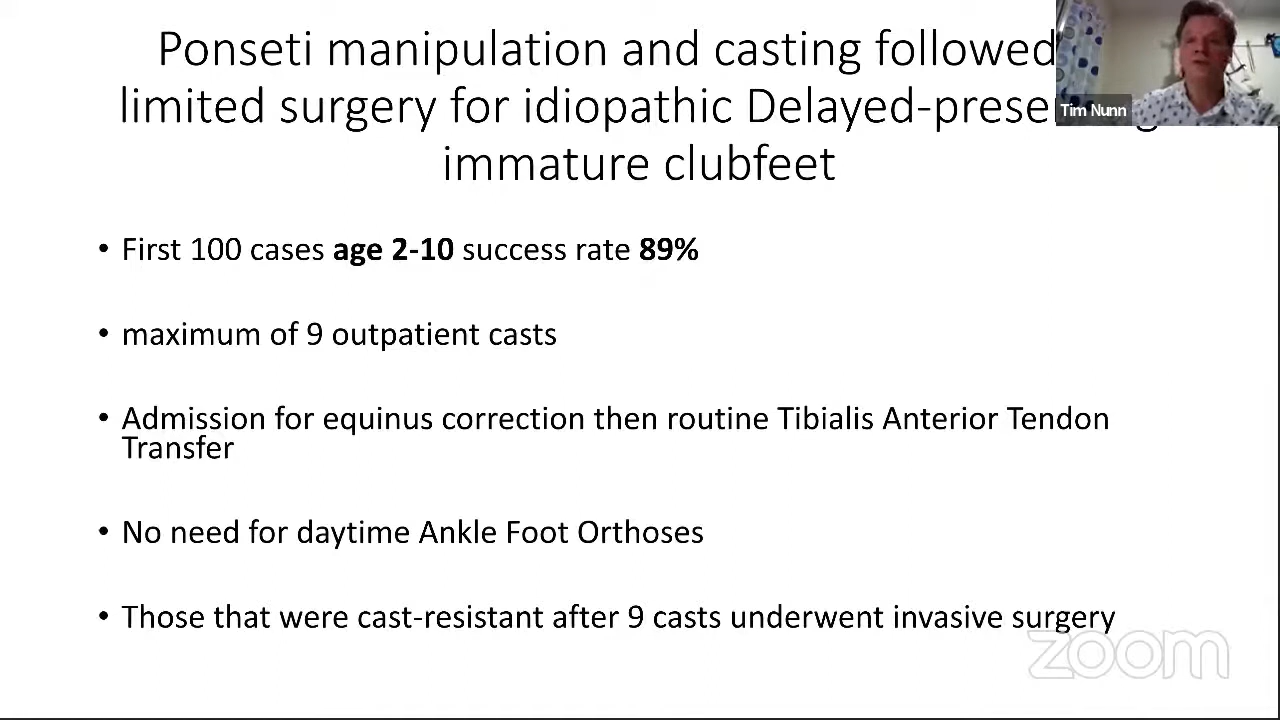 Ponseti manipulation and casting followed
limited surgery for idiopathic Delayed-prese
immature clubfeet
Tim Nunn
• First 100 cases age 2-10 success rate 89%
• maximum of 9 outpatient casts
• Admission for equinus correction then routine Tibialis Anterior Tendon
Transfer
• No need for daytime Ankle Foot Orthoses
• Those that were cast-resistant after 9 casts underwent invasive surgery
zoom